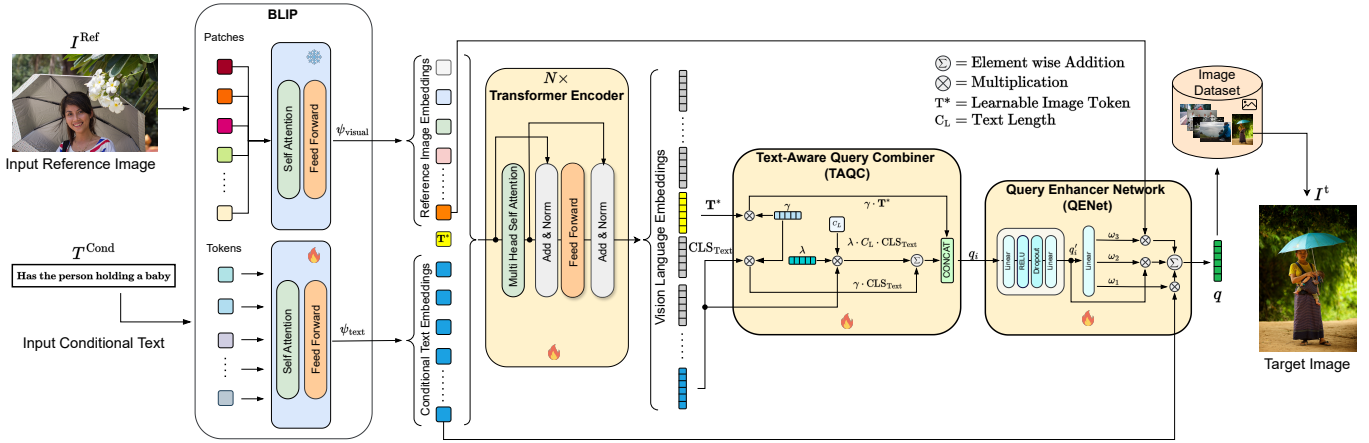 BLIP
I^Ref
Patches
Input Reference Image
Self Attention
Feed Forward
ψ_visual
Reference Image Embeddings
T^Cond
Has the person holding a baby
Input Conditional Text
Tokens
Self Attention
Feed Forward
ψ_text
T*
Conditional Text Embeddings
N×
Transformer Encoder
Multi Head Self Attention
Add & Norm
Feed Forward
Add & Norm
Vision Language Embeddings
Σ = Element wise Addition
⊗ = Multiplication
T* = Learnable Image Token
C_L = Text Length
Text-Aware Query Combiner
(TAQC)
T*
γ
γ · T*
CLS_Text
C_L
λ
λ · C_L · CLS_Text
Σ
γ · CLS_Text
CONCAT
q_i
Query Enhancer Network
(QENet)
Linear
RELU
Dropout
Linear
q_i′
Linear
ω_3
ω_2
ω_1
Σ
q
Image
Dataset
I^t
Target Image